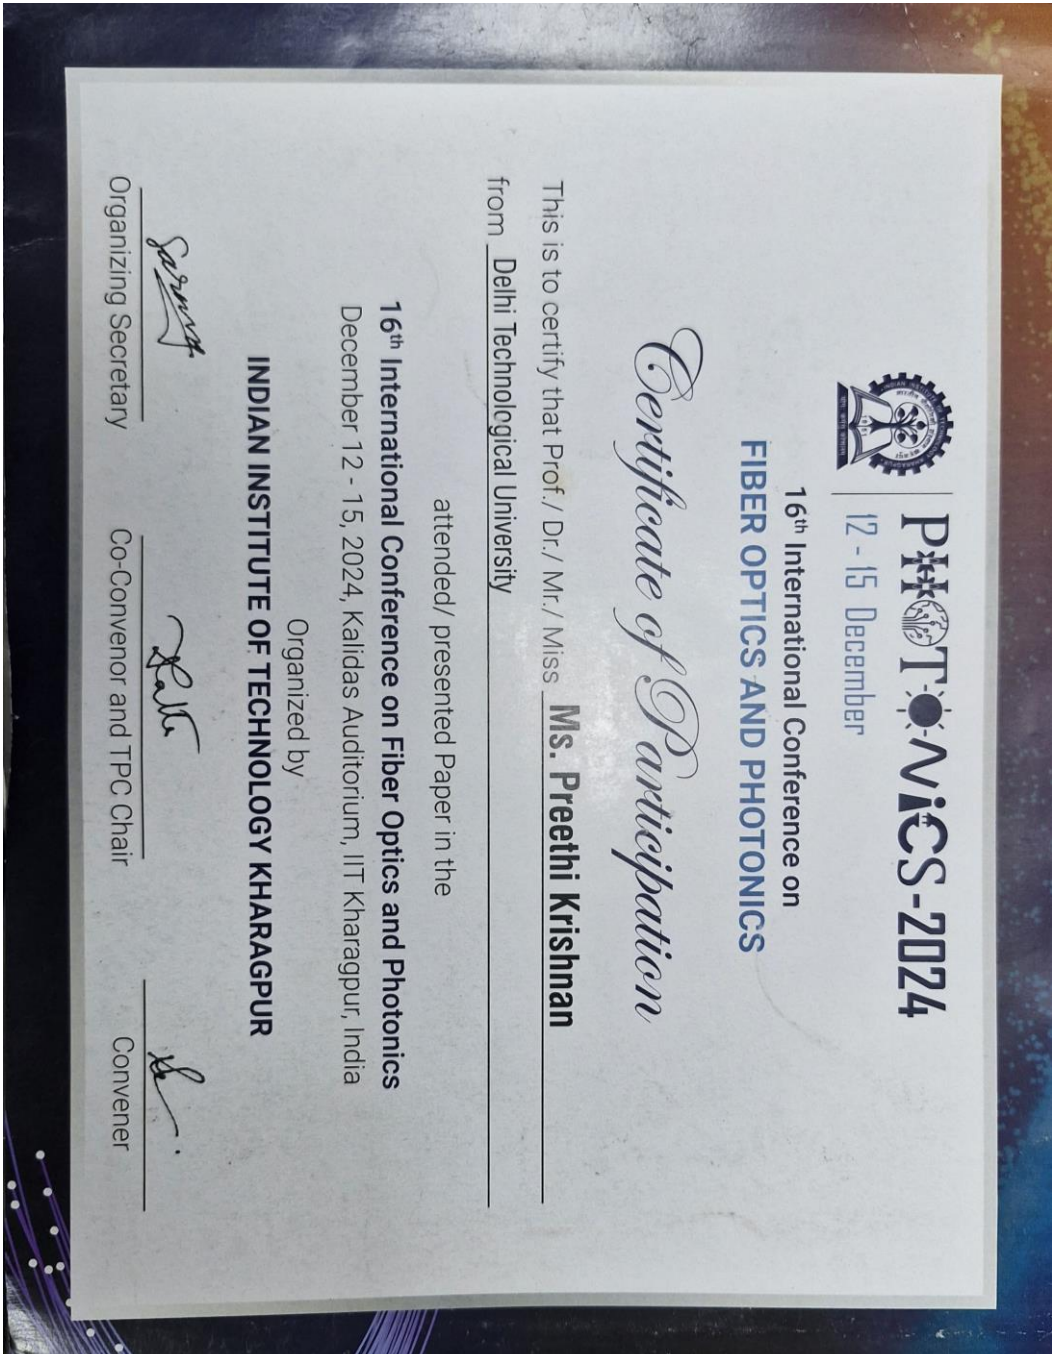 PHOTONiCS-2024
12 - 15 December
16th International Conference on
FIBER OPTICS AND PHOTONICS
Certificate of Participation
This is to certify that Prof./ Dr./ Mr./ Miss Ms. Preethi Krishnan
from Delhi Technological University
attended/ presented Paper in the
16th International Conference on Fiber Optics and Photonics
December 12 - 15, 2024, Kalidas Auditorium, IIT Kharagpur, India
Organized by
INDIAN INSTITUTE OF TECHNOLOGY KHARAGPUR
Organizing Secretary
Co-Convenor and TPC Chair
Convener